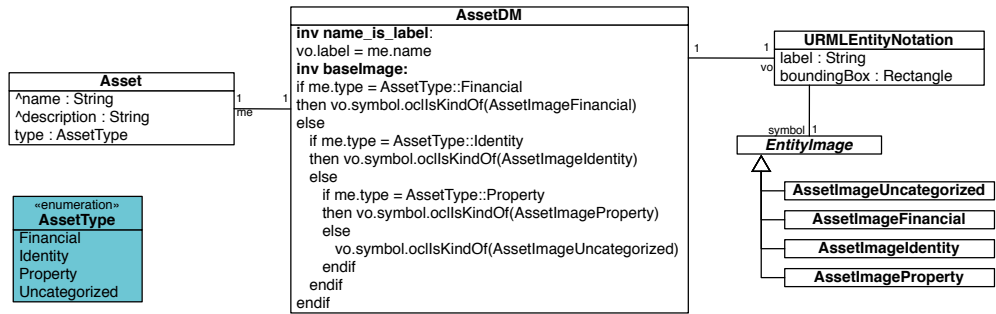 Asset
^name : String
^description : String
type : AssetType
1
me
1
«enumeration»
AssetType
Financial
Identity
Property
Uncategorized
AssetDM
inv name_is_label:
vo.label = me.name
inv baseImage:
if me.type = AssetType::Financial
then vo.symbol.oclIsKindOf(AssetImageFinancial)
else
if me.type = AssetType::Identity
then vo.symbol.oclIsKindOf(AssetImageIdentity)
else
if me.type = AssetType::Property
then vo.symbol.oclIsKindOf(AssetImageProperty)
else
vo.symbol.oclIsKindOf(AssetImageUncategorized)
endif
endif
endif
1
1
vo
URMLEntityNotation
label : String
boundingBox : Rectangle
symbol 1
EntityImage
AssetImageUncategorized
AssetImageFinancial
AssetImageIdentity
AssetImageProperty